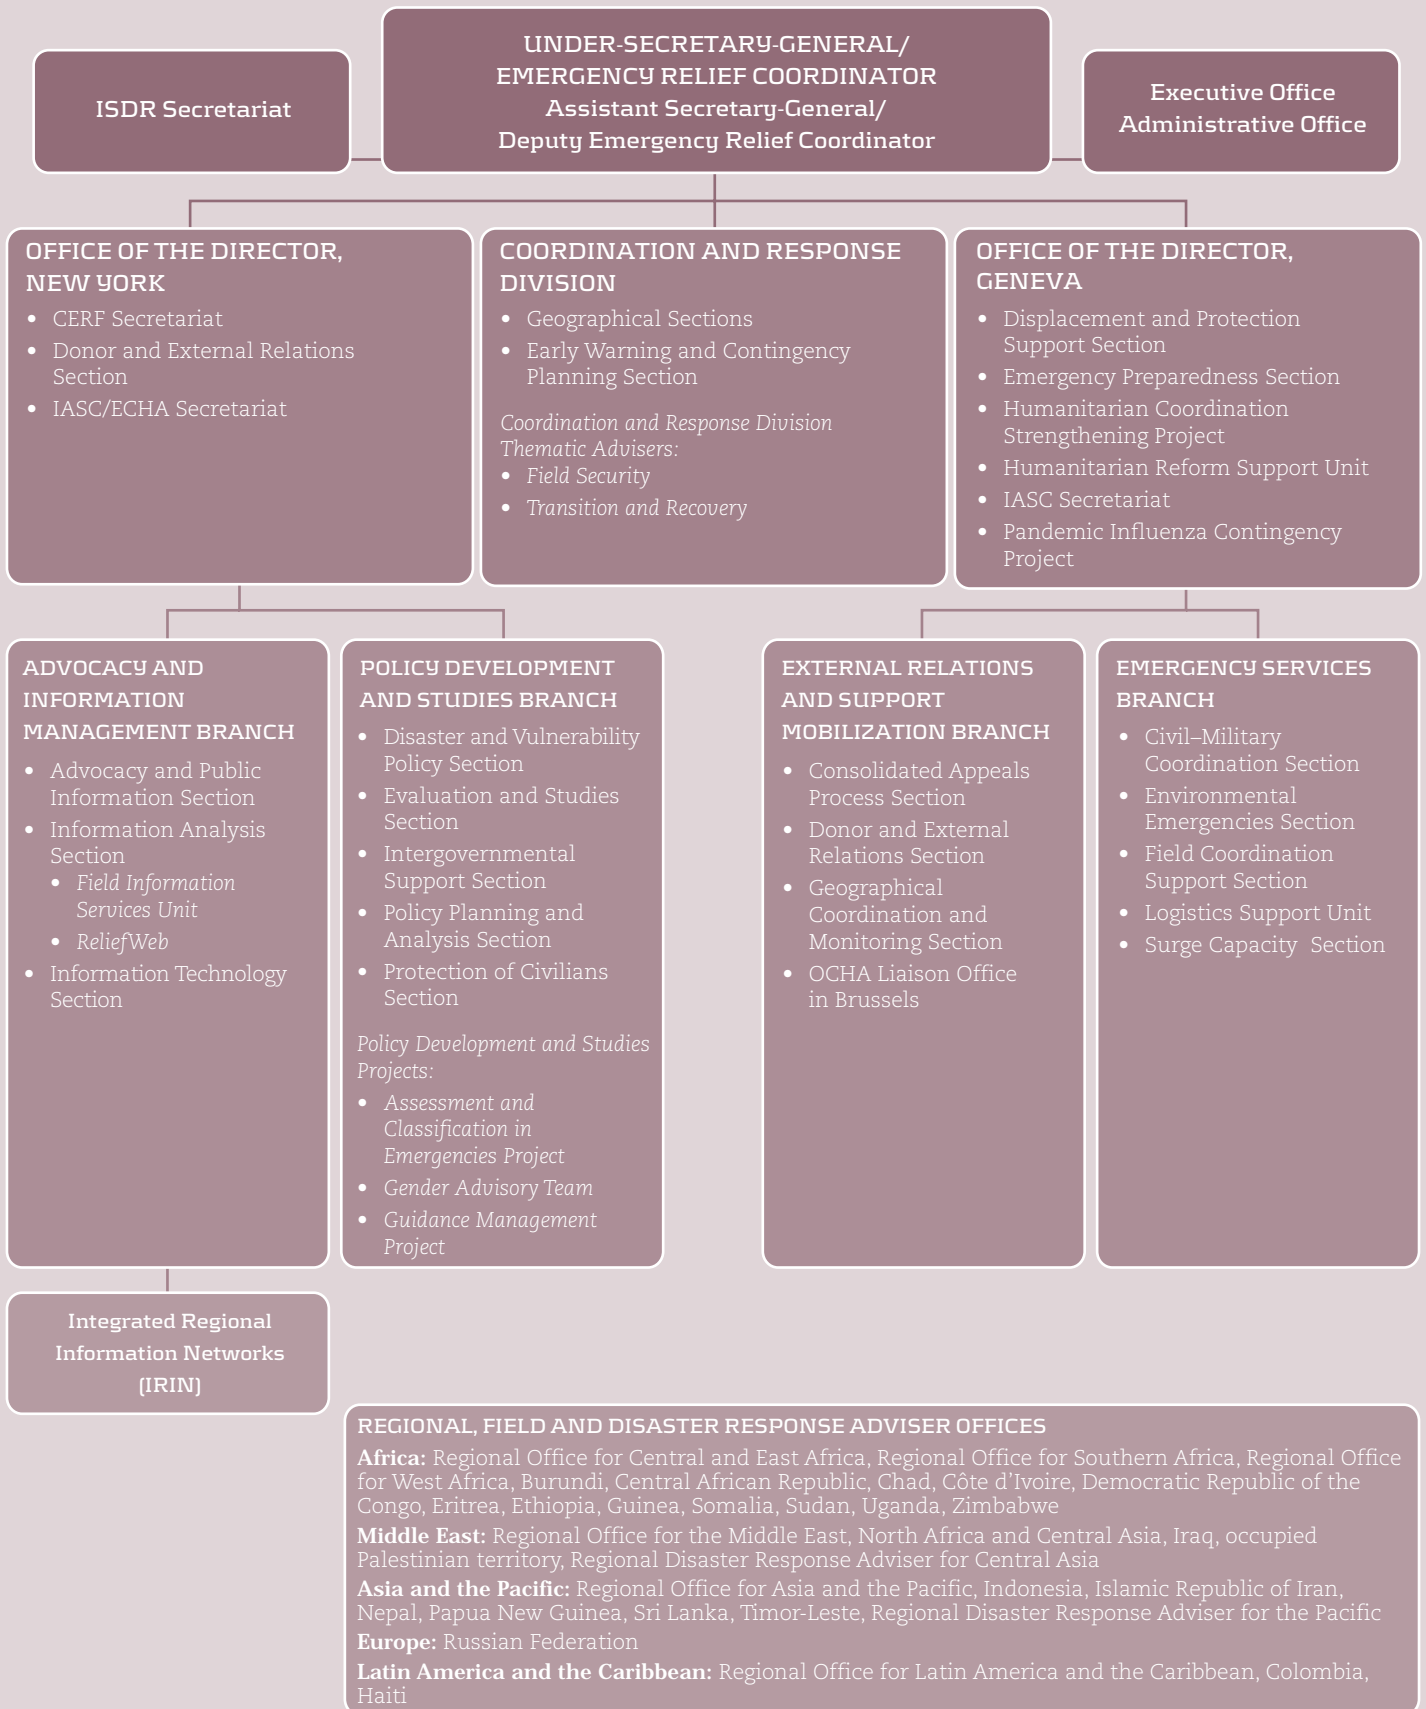 ISDR Secretariat
UNDER-SECRETARY-GENERAL/
EMERGENCY RELIEF COORDINATOR
Assistant Secretary-General/
Deputy Emergency Relief Coordinator
Executive Office
Administrative Office
OFFICE OF THE DIRECTOR,
NEW YORK
• CERF Secretariat
• Donor and External Relations
Section
• IASC/ECHA Secretariat
COORDINATION AND RESPONSE
DIVISION
• Geographical Sections
• Early Warning and Contingency
Planning Section
Coordination and Response Division
Thematic Advisers:
• Field Security
• Transition and Recovery
OFFICE OF THE DIRECTOR,
GENEVA
• Displacement and Protection
Support Section
• Emergency Preparedness Section
• Humanitarian Coordination
Strengthening Project
• Humanitarian Reform Support Unit
• IASC Secretariat
• Pandemic Influenza Contingency
Project
ADVOCACY AND
INFORMATION
MANAGEMENT BRANCH
• Advocacy and Public
Information Section
• Information Analysis
Section
• Field Information
Services Unit
• ReliefWeb
• Information Technology
Section
POLICY DEVELOPMENT
AND STUDIES BRANCH
• Disaster and Vulnerability
Policy Section
• Evaluation and Studies
Section
• Intergovernmental
Support Section
• Policy Planning and
Analysis Section
• Protection of Civilians
Section
Policy Development and Studies
Projects:
• Assessment and
Classification in
Emergencies Project
• Gender Advisory Team
• Guidance Management
Project
EXTERNAL RELATIONS
AND SUPPORT
MOBILIZATION BRANCH
• Consolidated Appeals
Process Section
• Donor and External
Relations Section
• Geographical
Coordination and
Monitoring Section
• OCHA Liaison Office
in Brussels
EMERGENCY SERVICES
BRANCH
• Civil–Military
Coordination Section
• Environmental
Emergencies Section
• Field Coordination
Support Section
• Logistics Support Unit
• Surge Capacity Section
Integrated Regional
Information Networks
(IRIN)
REGIONAL, FIELD AND DISASTER RESPONSE ADVISER OFFICES
Africa: Regional Office for Central and East Africa, Regional Office for Southern Africa, Regional Office
for West Africa, Burundi, Central African Republic, Chad, Côte d'Ivoire, Democratic Republic of the
Congo, Eritrea, Ethiopia, Guinea, Somalia, Sudan, Uganda, Zimbabwe
Middle East: Regional Office for the Middle East, North Africa and Central Asia, Iraq, occupied
Palestinian territory, Regional Disaster Response Adviser for Central Asia
Asia and the Pacific: Regional Office for Asia and the Pacific, Indonesia, Islamic Republic of Iran,
Nepal, Papua New Guinea, Sri Lanka, Timor-Leste, Regional Disaster Response Adviser for the Pacific
Europe: Russian Federation
Latin America and the Caribbean: Regional Office for Latin America and the Caribbean, Colombia,
Haiti